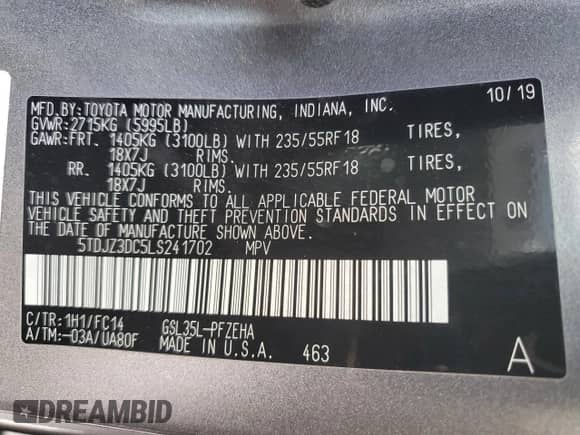 MFD.BY:TOYOTA MOTOR MANUFACTURING, INDIANA, INC. 10/19
GVWR:2715KG (5995LB)
GAWR:FRT. 1405KG (3100LB) WITH 235/55RF18 TIRES,
18X7J RIMS.
RR. 1405KG (3100LB) WITH 235/55RF18 TIRES,
18X7J RIMS.
THIS VEHICLE CONFORMS TO ALL APPLICABLE FEDERAL MOTOR
VEHICLE SAFETY AND THEFT PREVENTION STANDARDS IN EFFECT ON
THE DATE OF MANUFACTURE SHOWN ABOVE.
5TDJZ3DC5LS241702 MPV
C/TR:1H1/FC14 GSL35L-PFZEHA
A/TM:-03A/UA80F MADE IN U.S.A. 463 A
DREAMBID